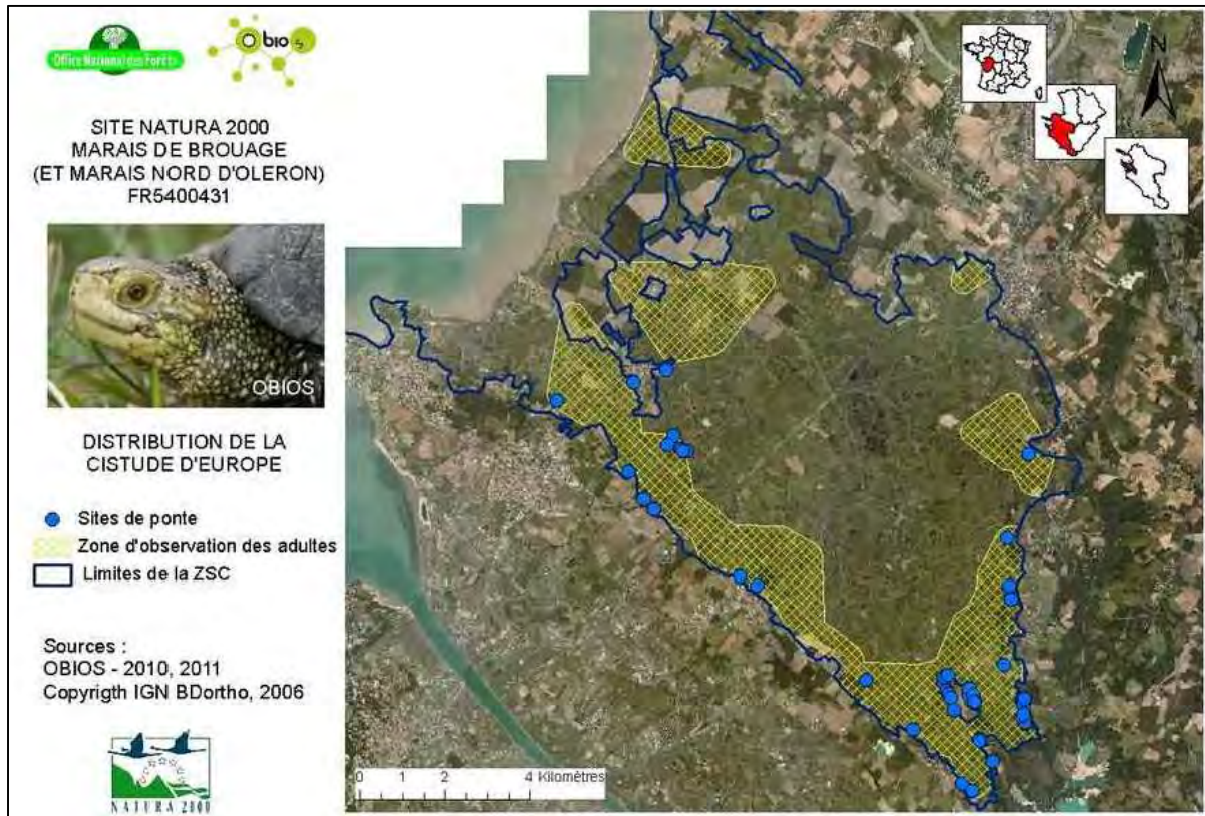 Office National des Forêts
Obios
SITE NATURA 2000
MARAIS DE BROUAGE
(ET MARAIS NORD D'OLERON)
FR5400431
OBIOS
DISTRIBUTION DE LA
CISTUDE D'EUROPE
Sites de ponte
Zone d'observation des adultes
Limites de la ZSC
Sources :
OBIOS - 2010, 2011
Copyrigth IGN BDortho, 2006
NATURA 2000
N
0 1 2 4 Kilomètres